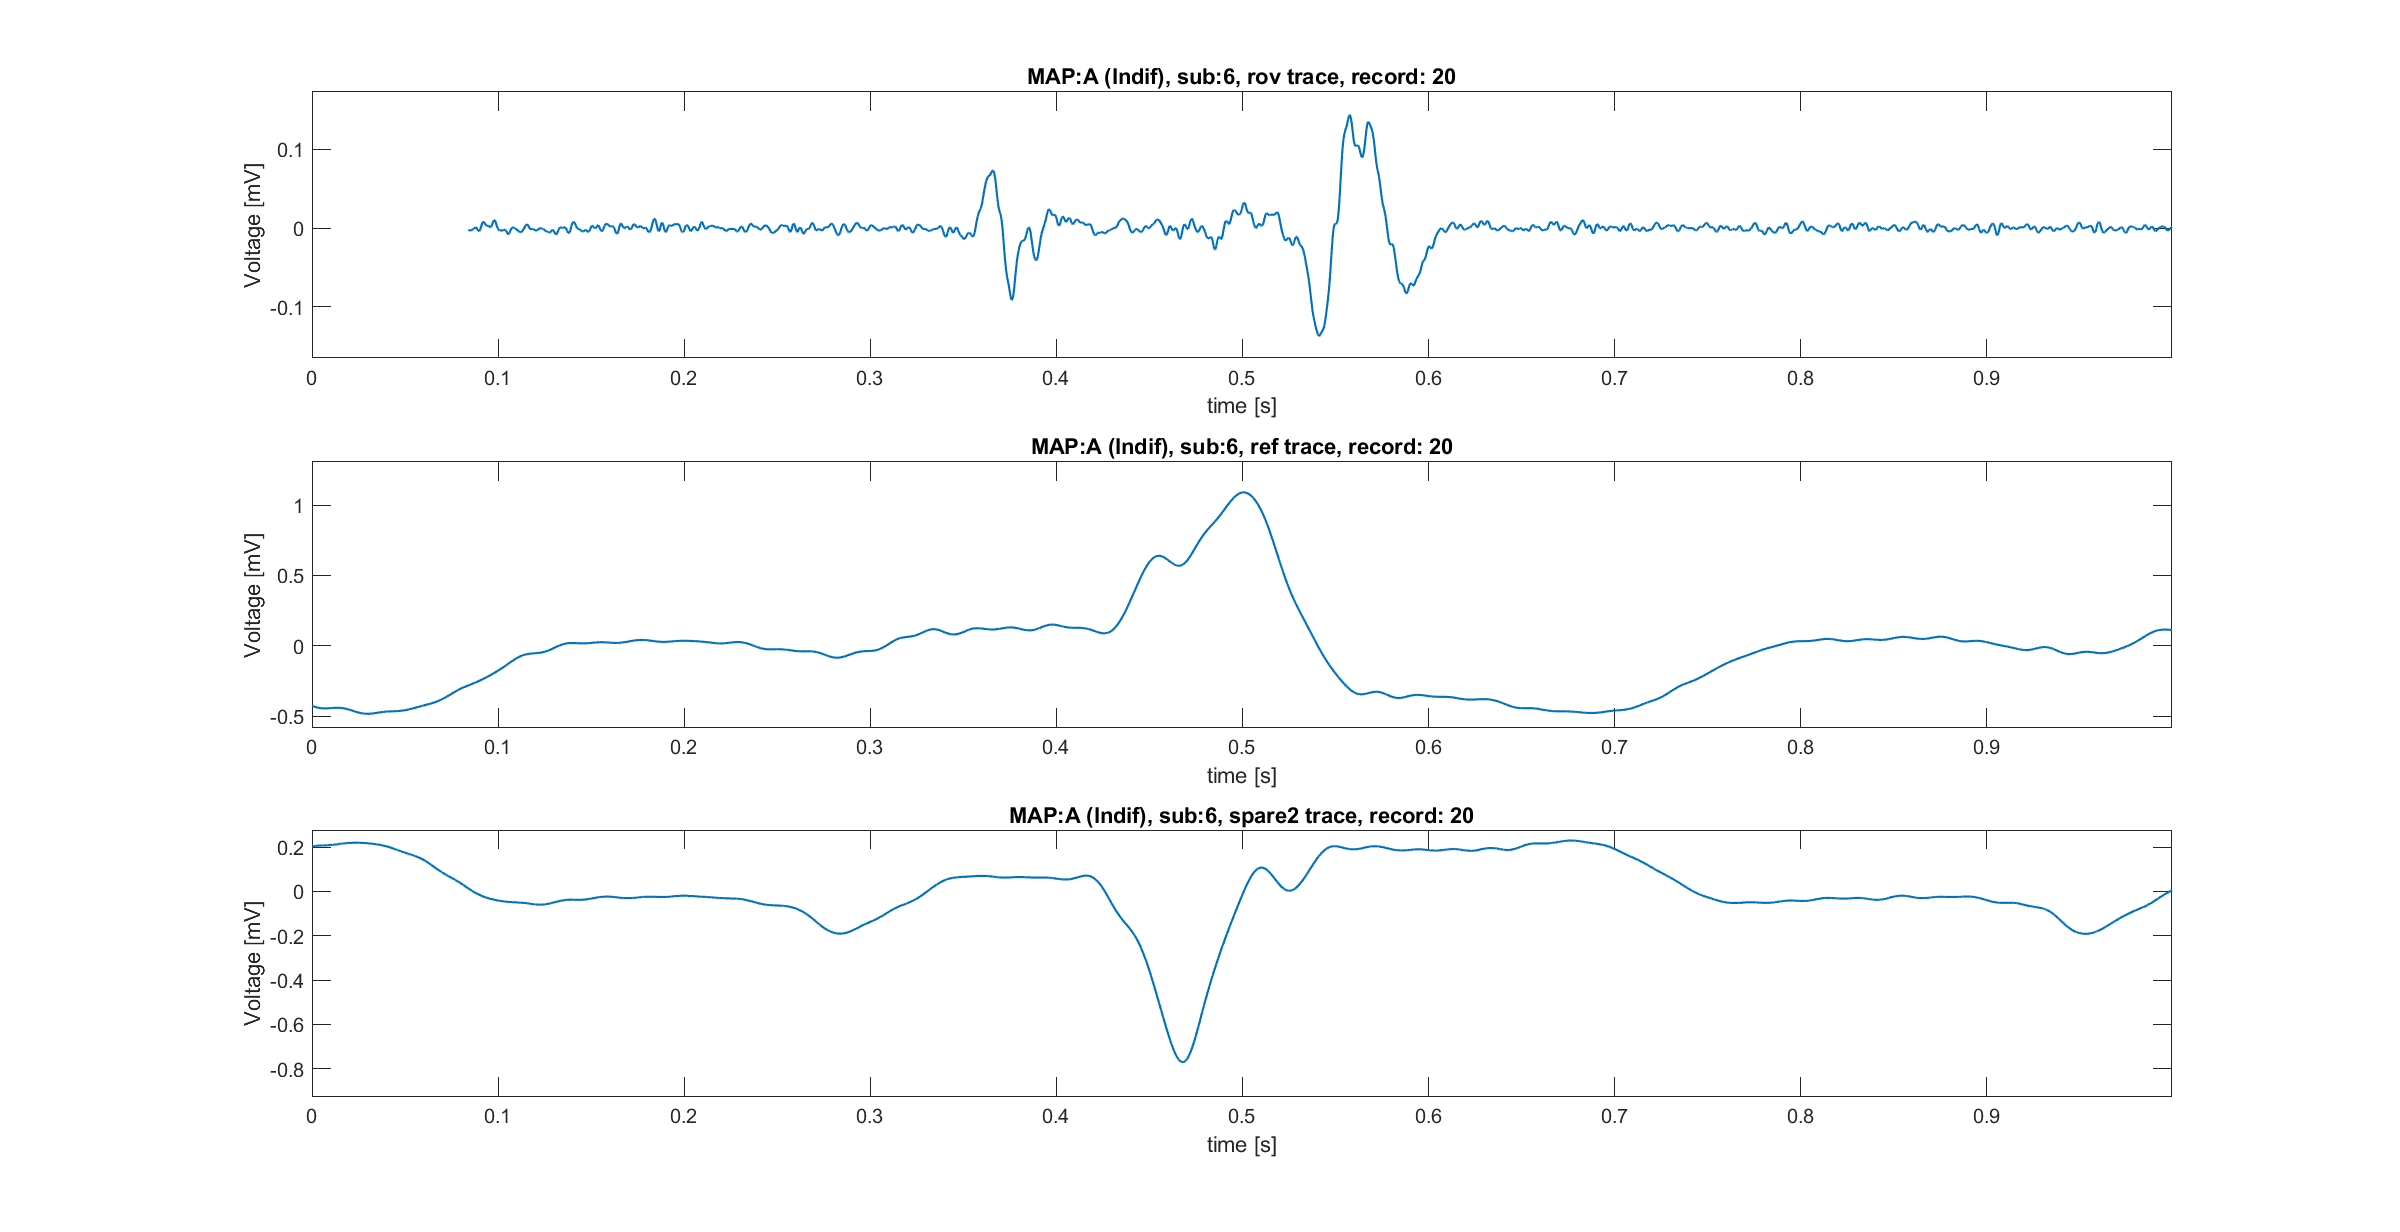 MAP:A (Indif), sub:6, rov trace, record: 20
Voltage [mV]
0.1
0
-0.1
0 0.1 0.2 0.3 0.4 0.5 0.6 0.7 0.8 0.9
time [s]
MAP:A (Indif), sub:6, ref trace, record: 20
Voltage [mV]
1
0.5
0
-0.5
0 0.1 0.2 0.3 0.4 0.5 0.6 0.7 0.8 0.9
time [s]
MAP:A (Indif), sub:6, spare2 trace, record: 20
Voltage [mV]
0.2
0
-0.2
-0.4
-0.6
-0.8
0 0.1 0.2 0.3 0.4 0.5 0.6 0.7 0.8 0.9
time [s]